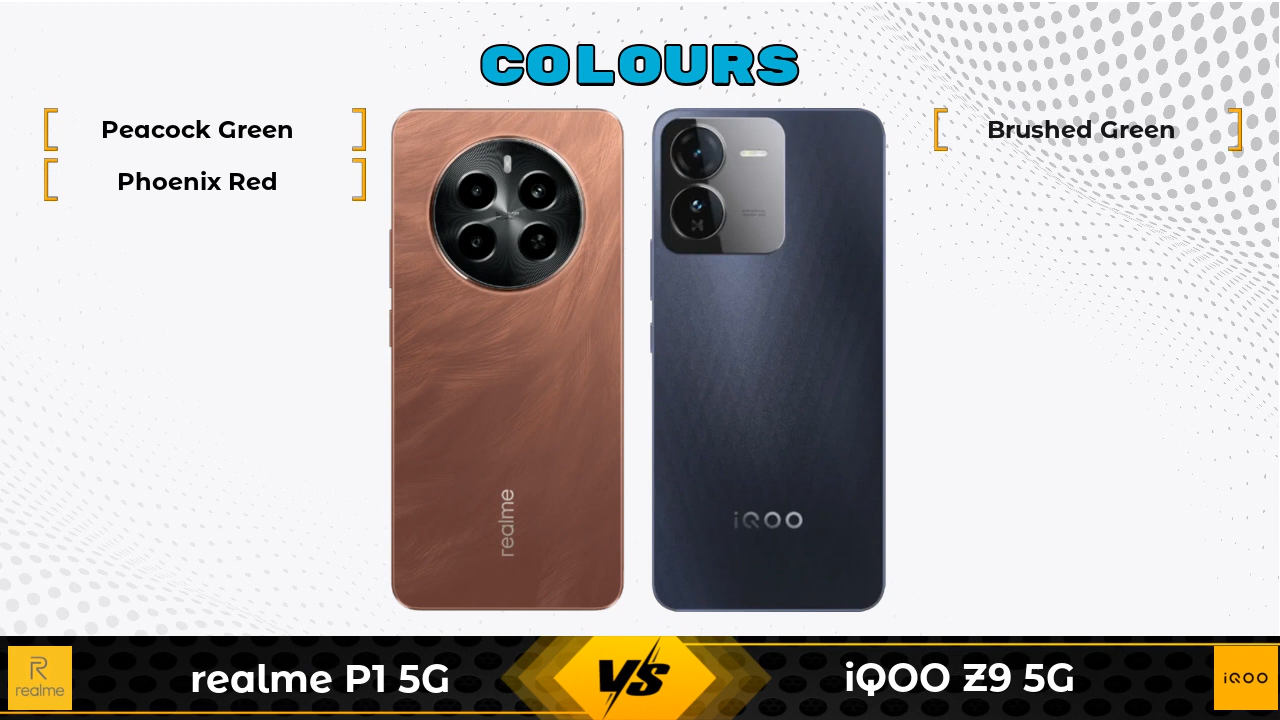 COLOURS
Peacock Green
Phoenix Red
Brushed Green
realme
iQOO
realme P1 5G
VS
iQOO Z9 5G
R
realme
iQOO